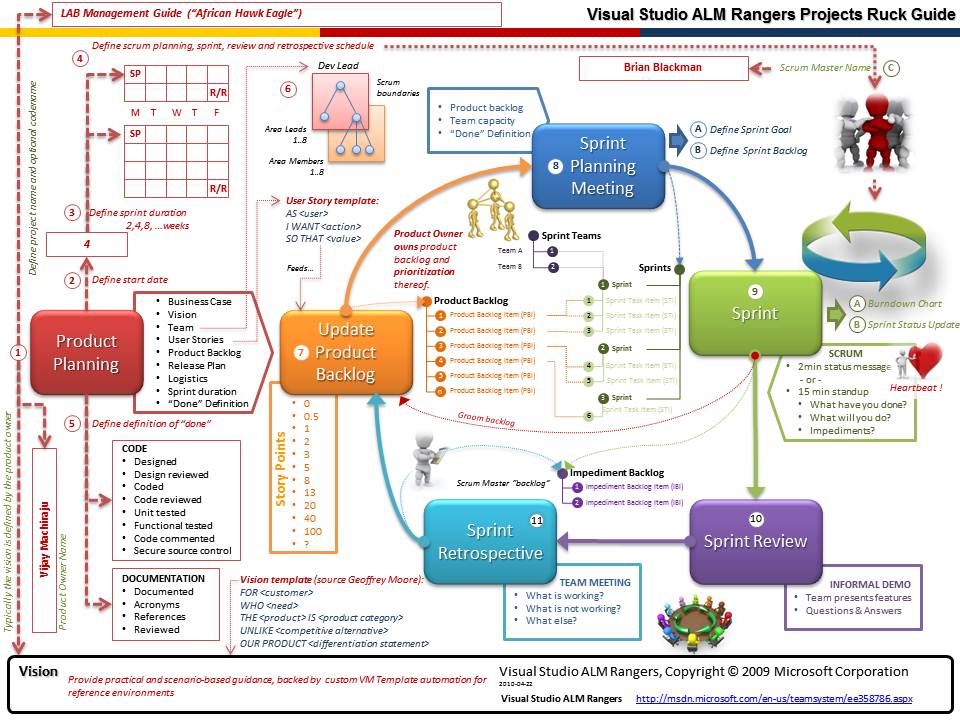 LAB Management Guide  (“African Hawk Eagle”)
Visual Studio ALM Rangers Projects Ruck Guide
Define project name and optional codename
4
Define scrum planning, sprint, review and retrospective schedule
SP
R/R
M T W T F
SP
R/R
3
Define sprint duration
2,4,8, ...weeks
4
2
Define start date
1
Product
Planning
• Business Case
• Vision
• Team
• User Stories
• Product Backlog
• Release Plan
• Logistics
Sprint duration
• “Done” Definition
5
Define definition of “done”
CODE
• Designed
• Design reviewed
• Coded
• Code reviewed
• Unit tested
• Functional tested
• Code commented
• Secure source control
DOCUMENTATION
• Documented
• Acronyms
• References
• Reviewed
Typically the vision is defined by the product owner
Vijay Machiraju
Product Owner Name
6
Dev Lead
Scrum
boundaries
Area Leads
1..8
Area Members
1..8
User Story template:
AS <user>
I WANT <action>
SO THAT <value>
Feeds...
7
Update
Product
Backlog
Story Points
• 0
• 0.5
• 1
• 2
• 3
• 5
• 8
• 13
• 20
• 40
• 100
• ?
Vision template (source Geoffrey Moore):
FOR <customer>
WHO <need>
THE <product> IS <product category>
UNLIKE <competitive alternative>
OUR PRODUCT <differentiation statement>
Product Owner
owns product
backlog and
prioritization
thereof.
• Product backlog
• Team capacity
• “Done” Definition
8
Sprint
Planning
Meeting
A Define Sprint Goal
B Define Sprint Backlog
Brian Blackman
Scrum Master Name
C
Sprint Teams
Team A 1
Team B 2
Sprints
1 Sprint
1 Sprint Task Item (STI)
2 Sprint Task Item (STI)
3 Sprint Task Item (STI)
2 Sprint
4 Sprint Task Item (STI)
5 Sprint Task Item (STI)
3 Sprint
6 Sprint Task Item (STI)
Product Backlog
1 Product Backlog Item (PBI)
2 Product Backlog Item (PBI)
3 Product Backlog Item (PBI)
4 Product Backlog Item (PBI)
5 Product Backlog Item (PBI)
n Product Backlog Item (PBI)
9
Sprint
A Burndown Chart
B Sprint Status Update
SCRUM
• 2min status message
- or -
• 15 min standup
• What have you done?
• What will you do?
• Impediments?
Heartbeat !
Groom backlog
Scrum Master “backlog”
Impediment Backlog
1 Impediment Backlog Item (IBI)
2 Impediment Backlog Item (IBI)
10
Sprint Review
INFORMAL DEMO
• Team presents features
• Questions & Answers
11
Sprint
Retrospective
TEAM MEETING
• What is working?
• What is not working?
• What else?
Vision
Provide practical and scenario-based guidance, backed by custom VM Template automation for
reference environments
Visual Studio ALM Rangers, Copyright © 2009 Microsoft Corporation
2010-04-22
Visual Studio ALM Rangers http://msdn.microsoft.com/en-us/teamsystem/ee358786.aspx